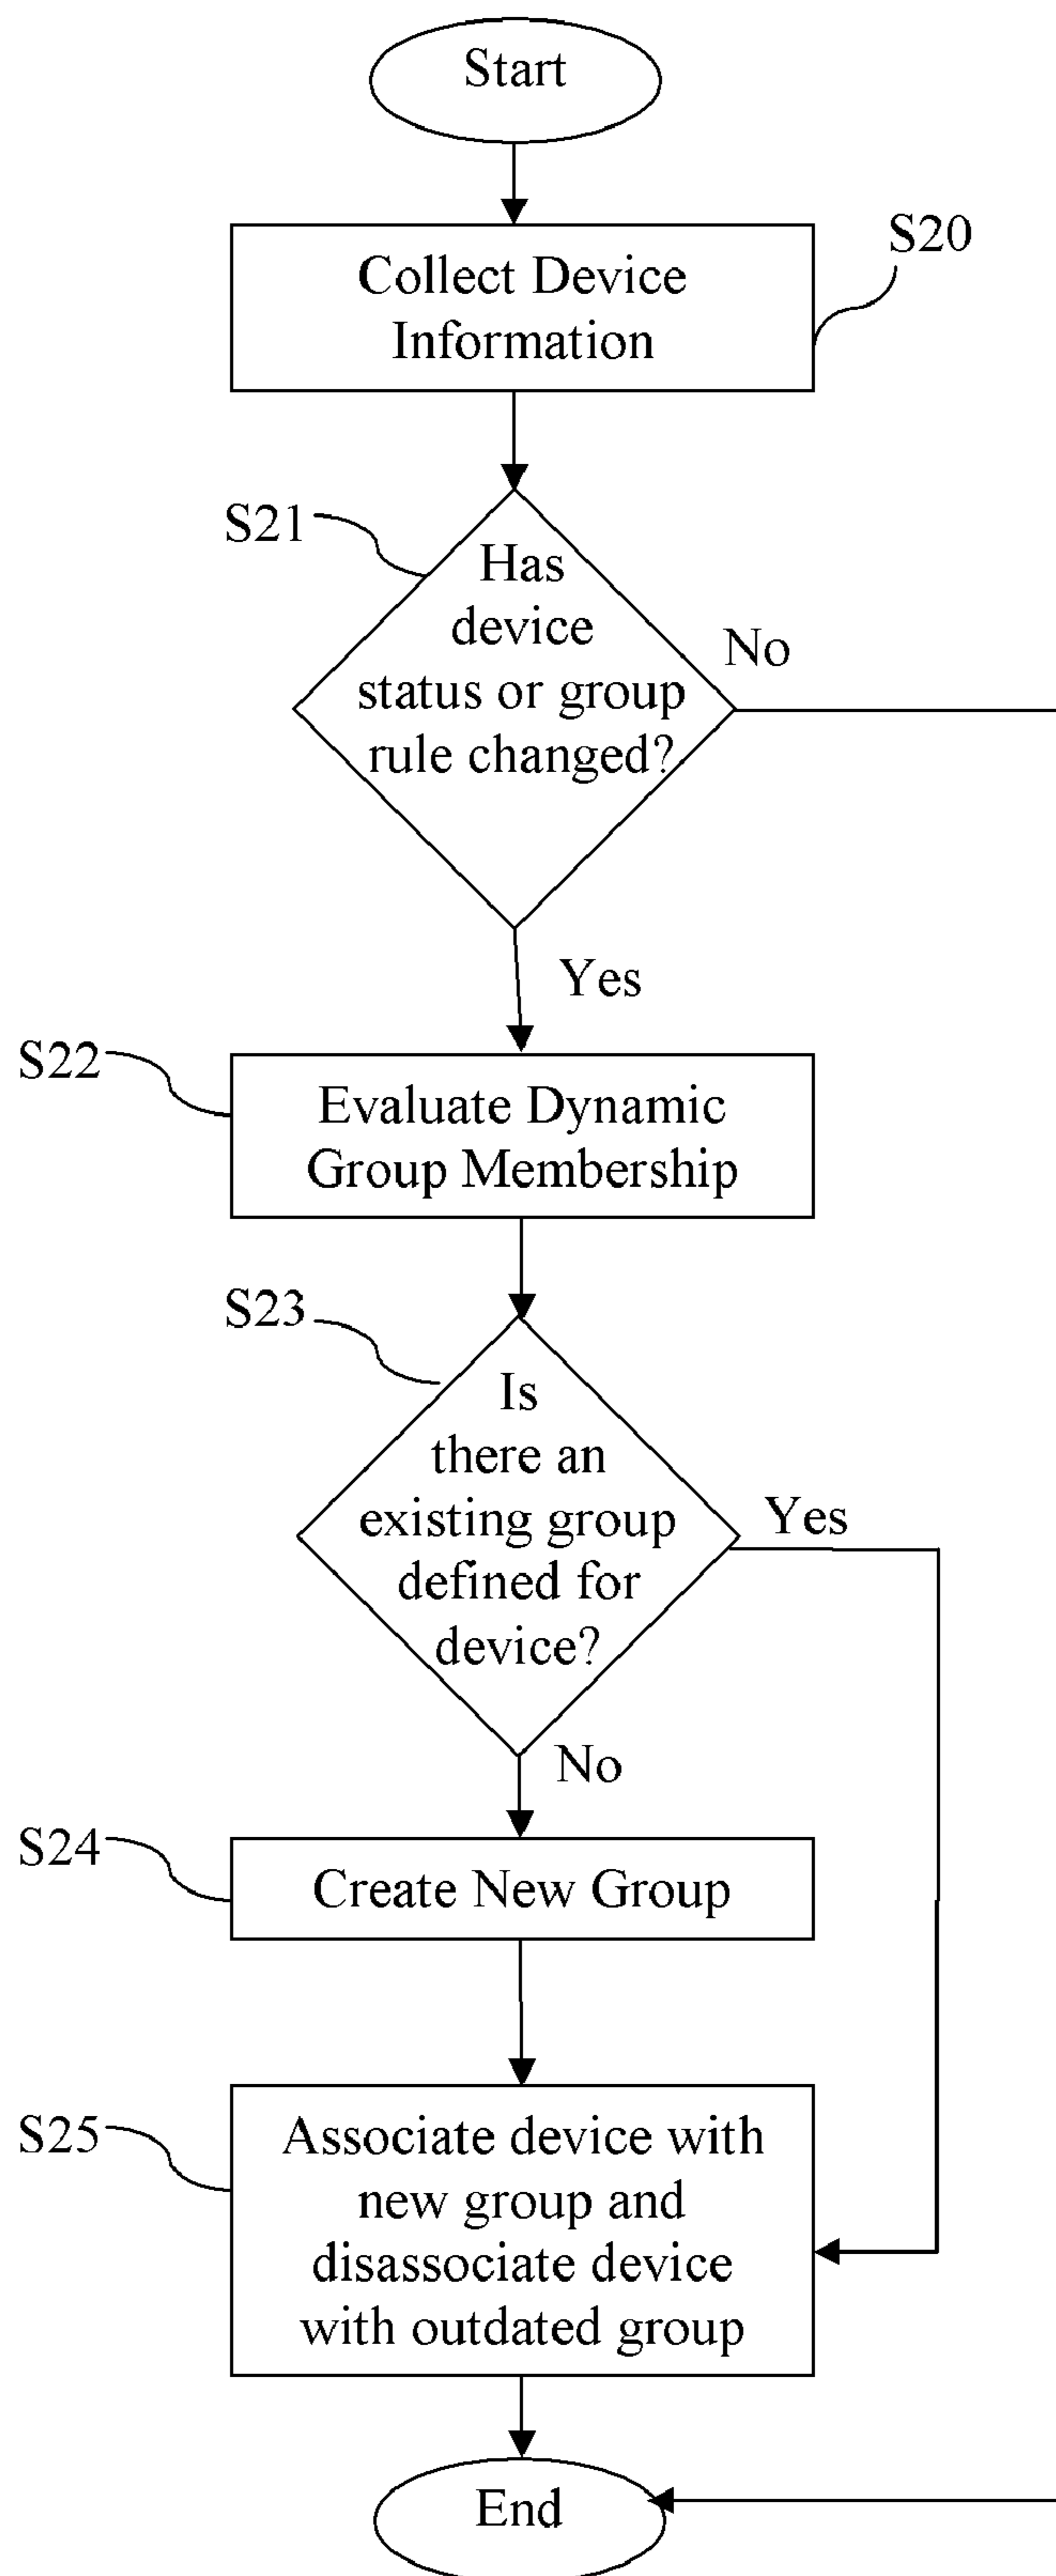 Start
S20
Collect Device
Information
S21
Has
device
status or group
rule changed?
No
Yes
S22
Evaluate Dynamic
Group Membership
S23
Is
there an
existing group
defined for
device?
Yes
No
S24
Create New Group
S25
Associate device with
new group and
disassociate device
with outdated group
End